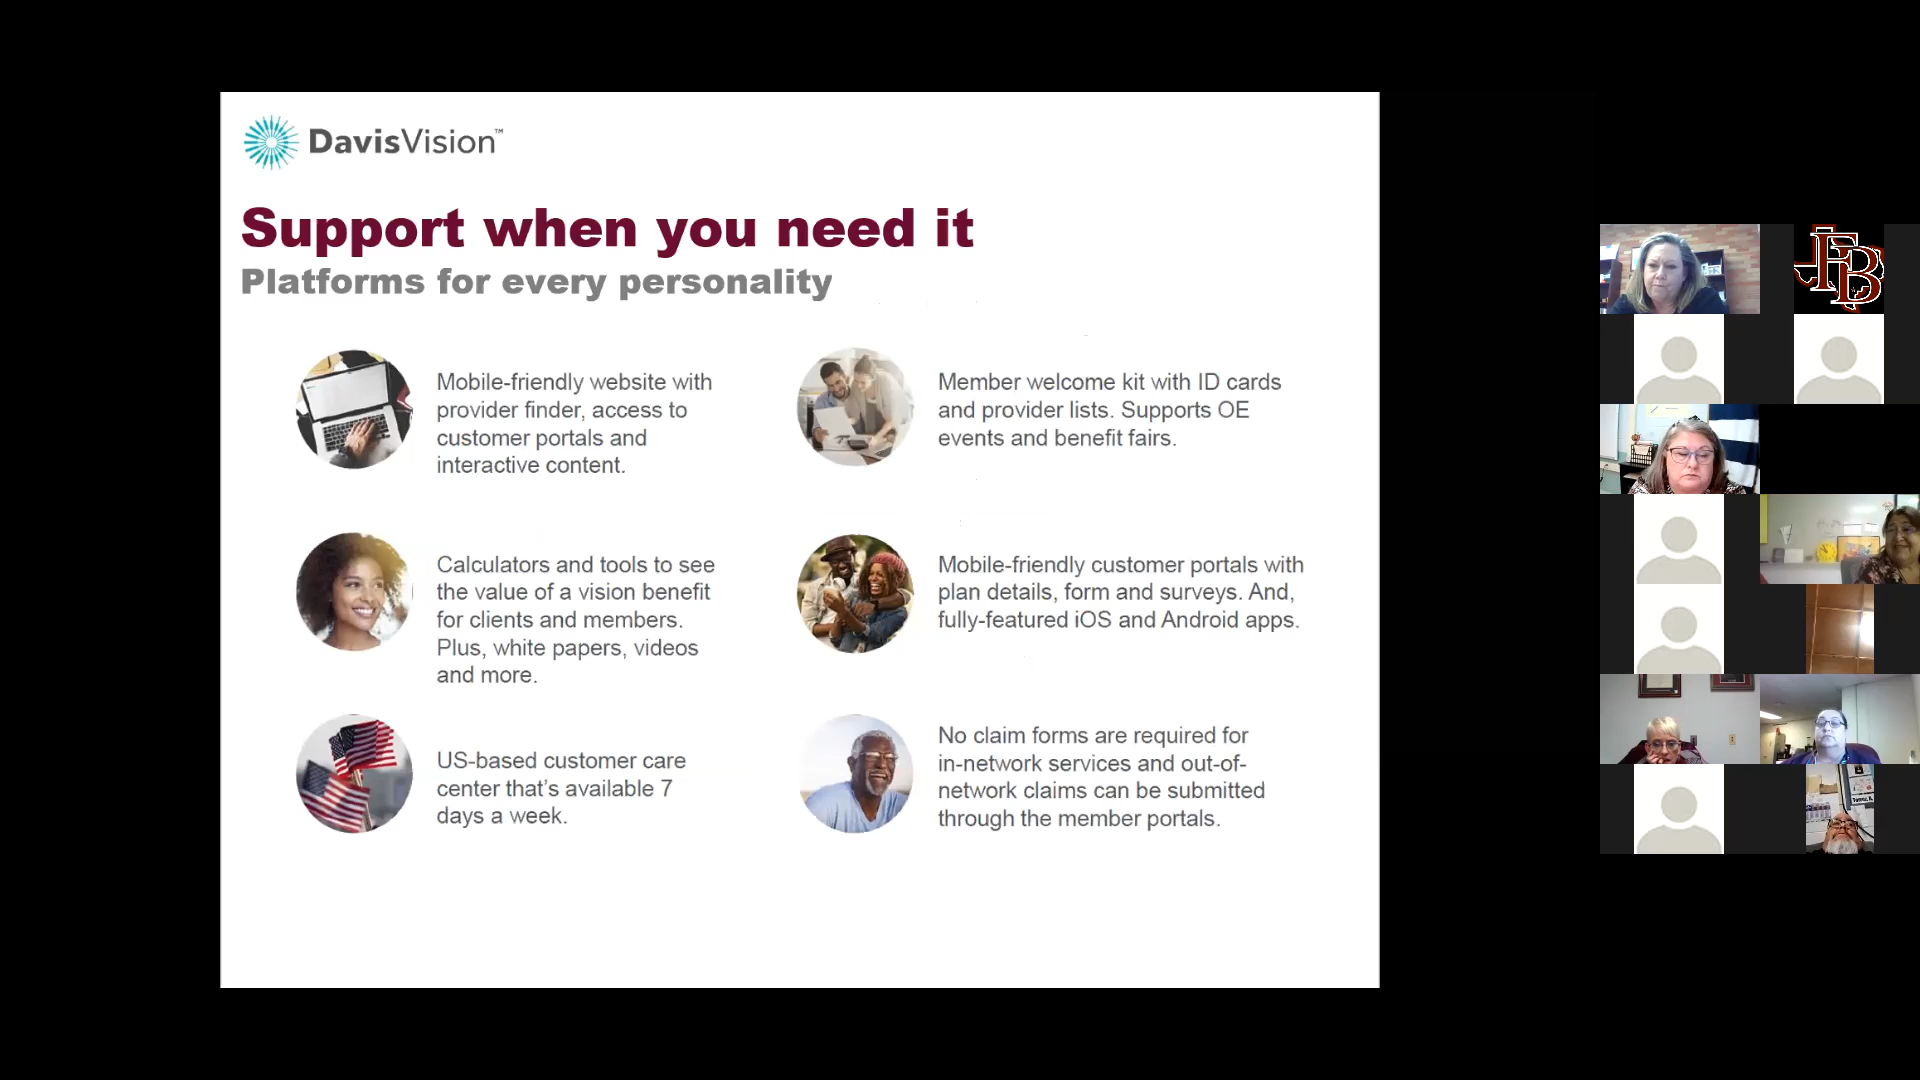 DavisVision™
Support when you need it
Platforms for every personality
Mobile-friendly website with
provider finder, access to
customer portals and
interactive content.
Member welcome kit with ID cards
and provider lists. Supports OE
events and benefit fairs.
Calculators and tools to see
the value of a vision benefit
for clients and members.
Plus, white papers, videos
and more.
Mobile-friendly customer portals with
plan details, form and surveys. And,
fully-featured iOS and Android apps.
US-based customer care
center that’s available 7
days a week.
No claim forms are required for
in-network services and out-of-
network claims can be submitted
through the member portals.
FB